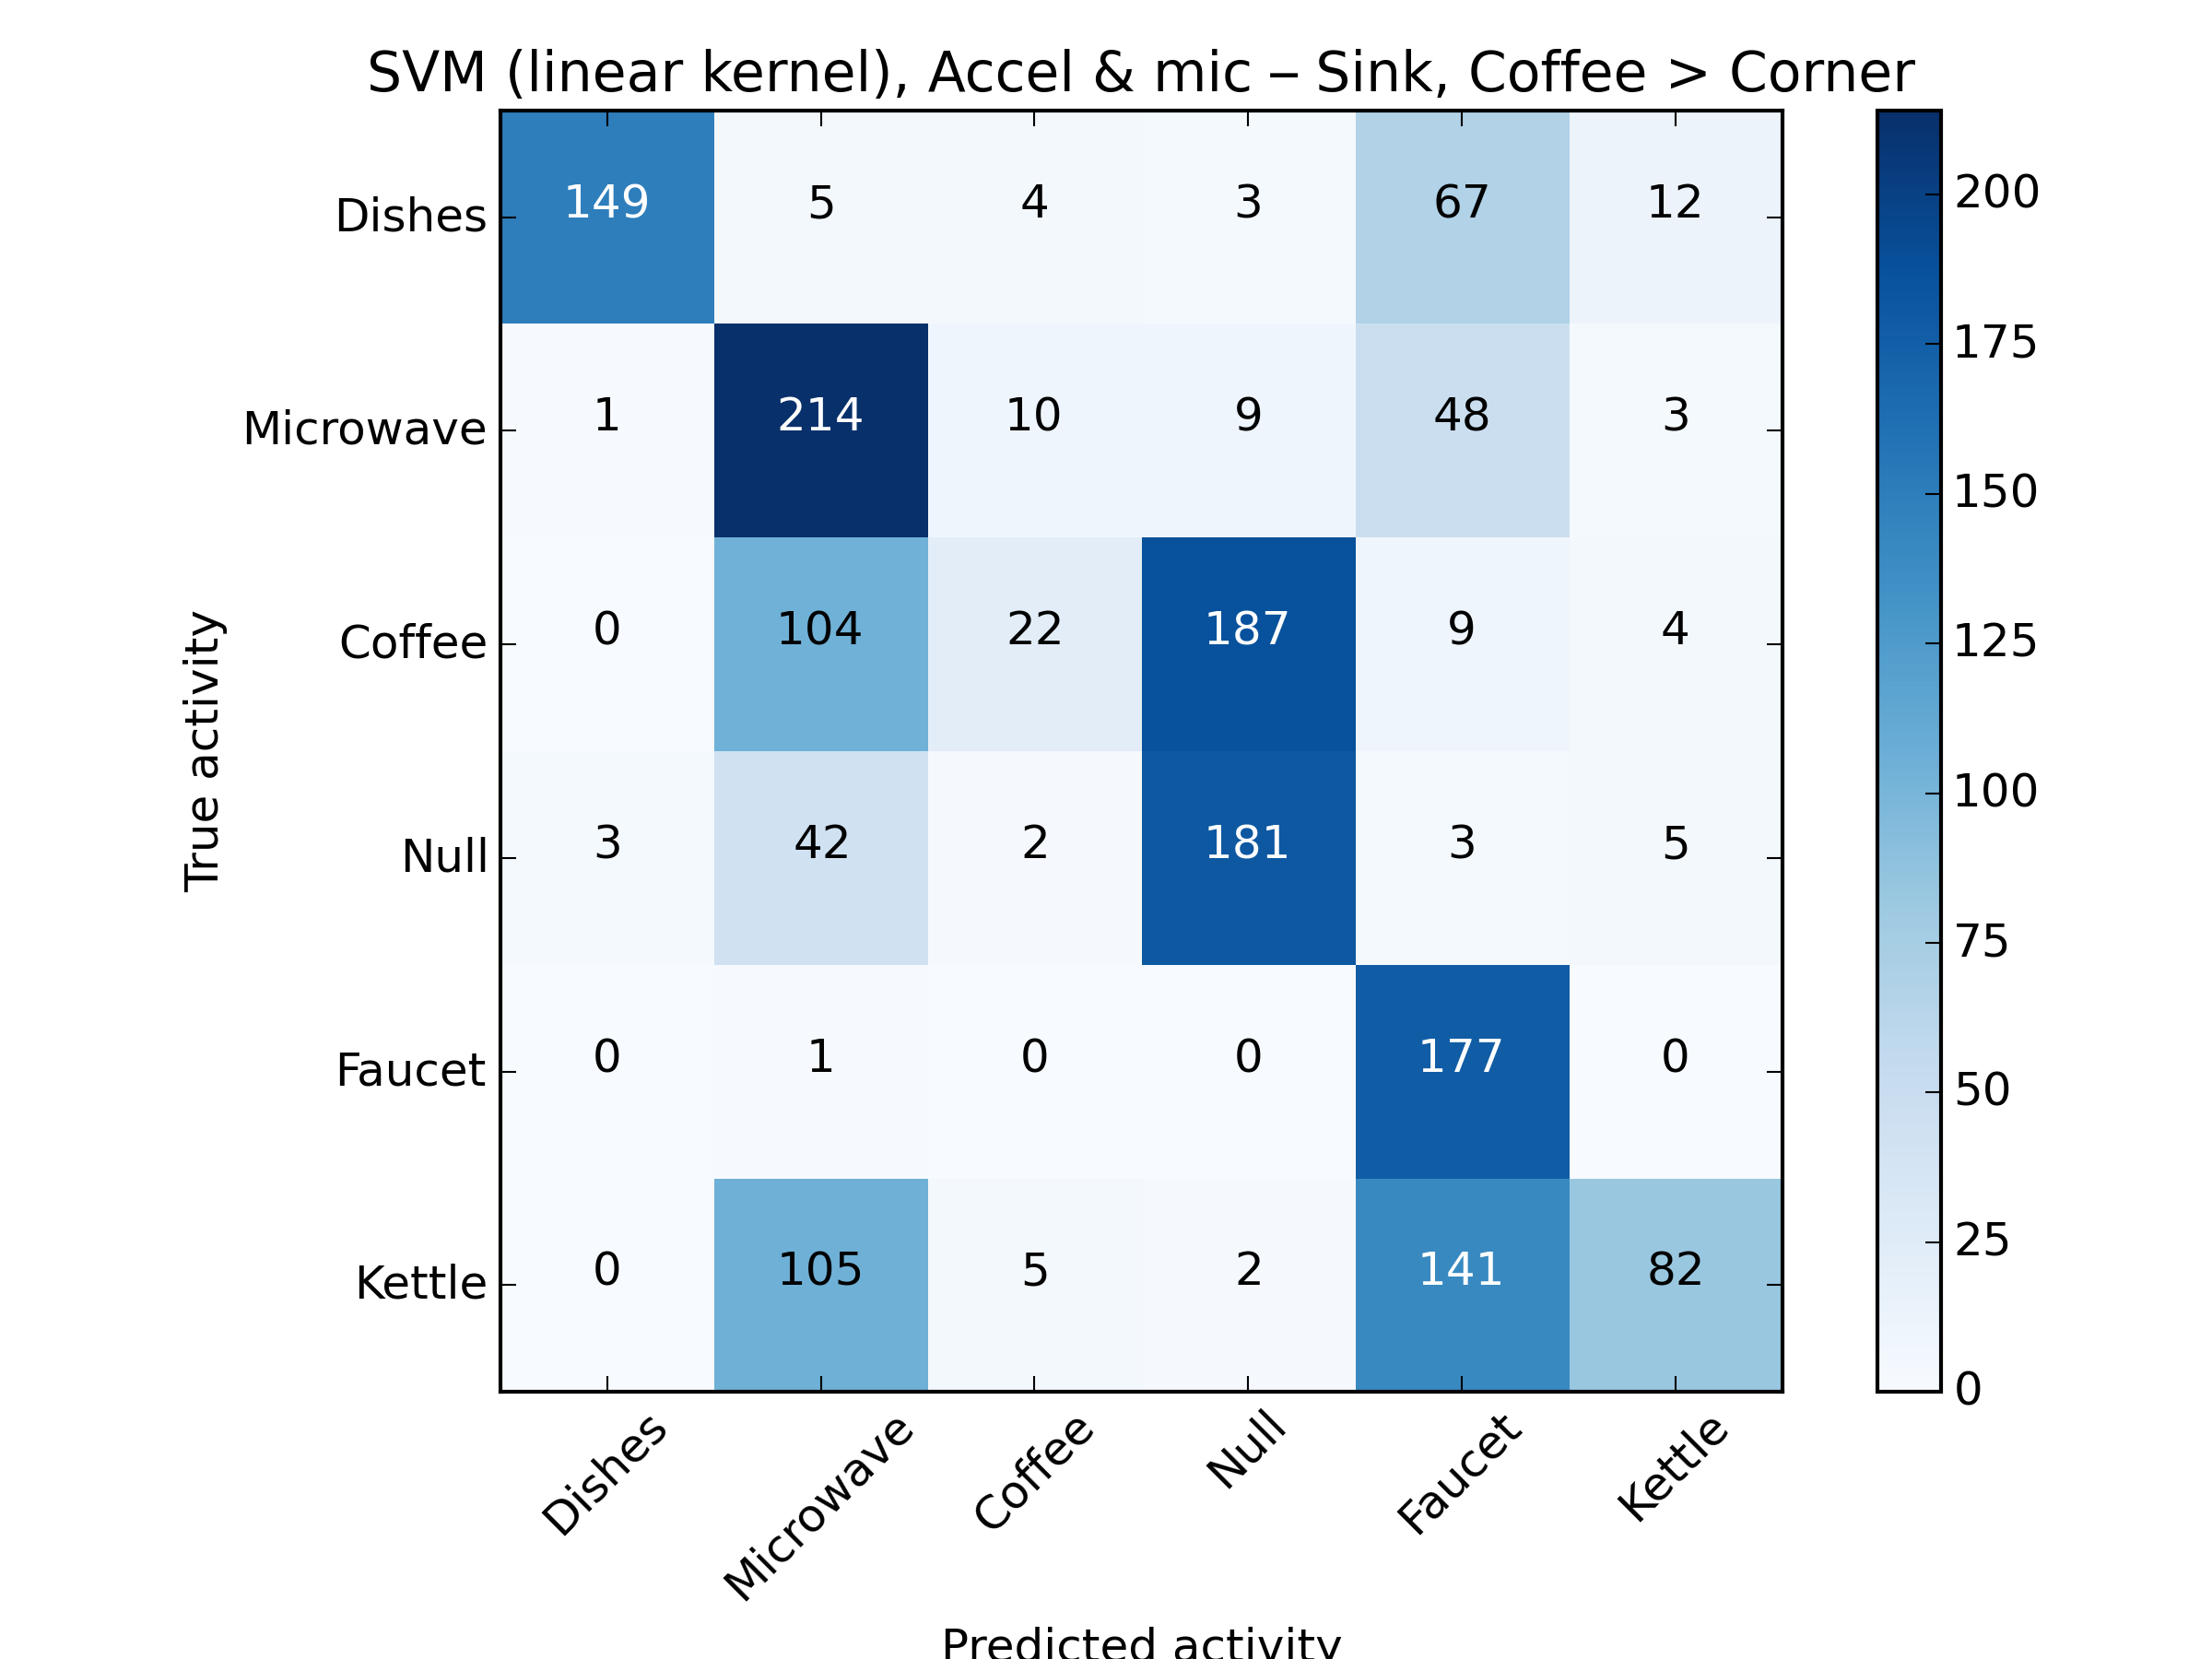 SVM (linear kernel), Accel & mic – Sink, Coffee > Corner
Dishes 149 5 4 3 67 12
Microwave 1 214 10 9 48 3
Coffee 0 104 22 187 9 4
Null 3 42 2 181 3 5
Faucet 0 1 0 0 177 0
Kettle 0 105 5 2 141 82
True activity
Dishes Microwave Coffee Null Faucet Kettle
Predicted activity
200
175
150
125
100
75
50
25
0